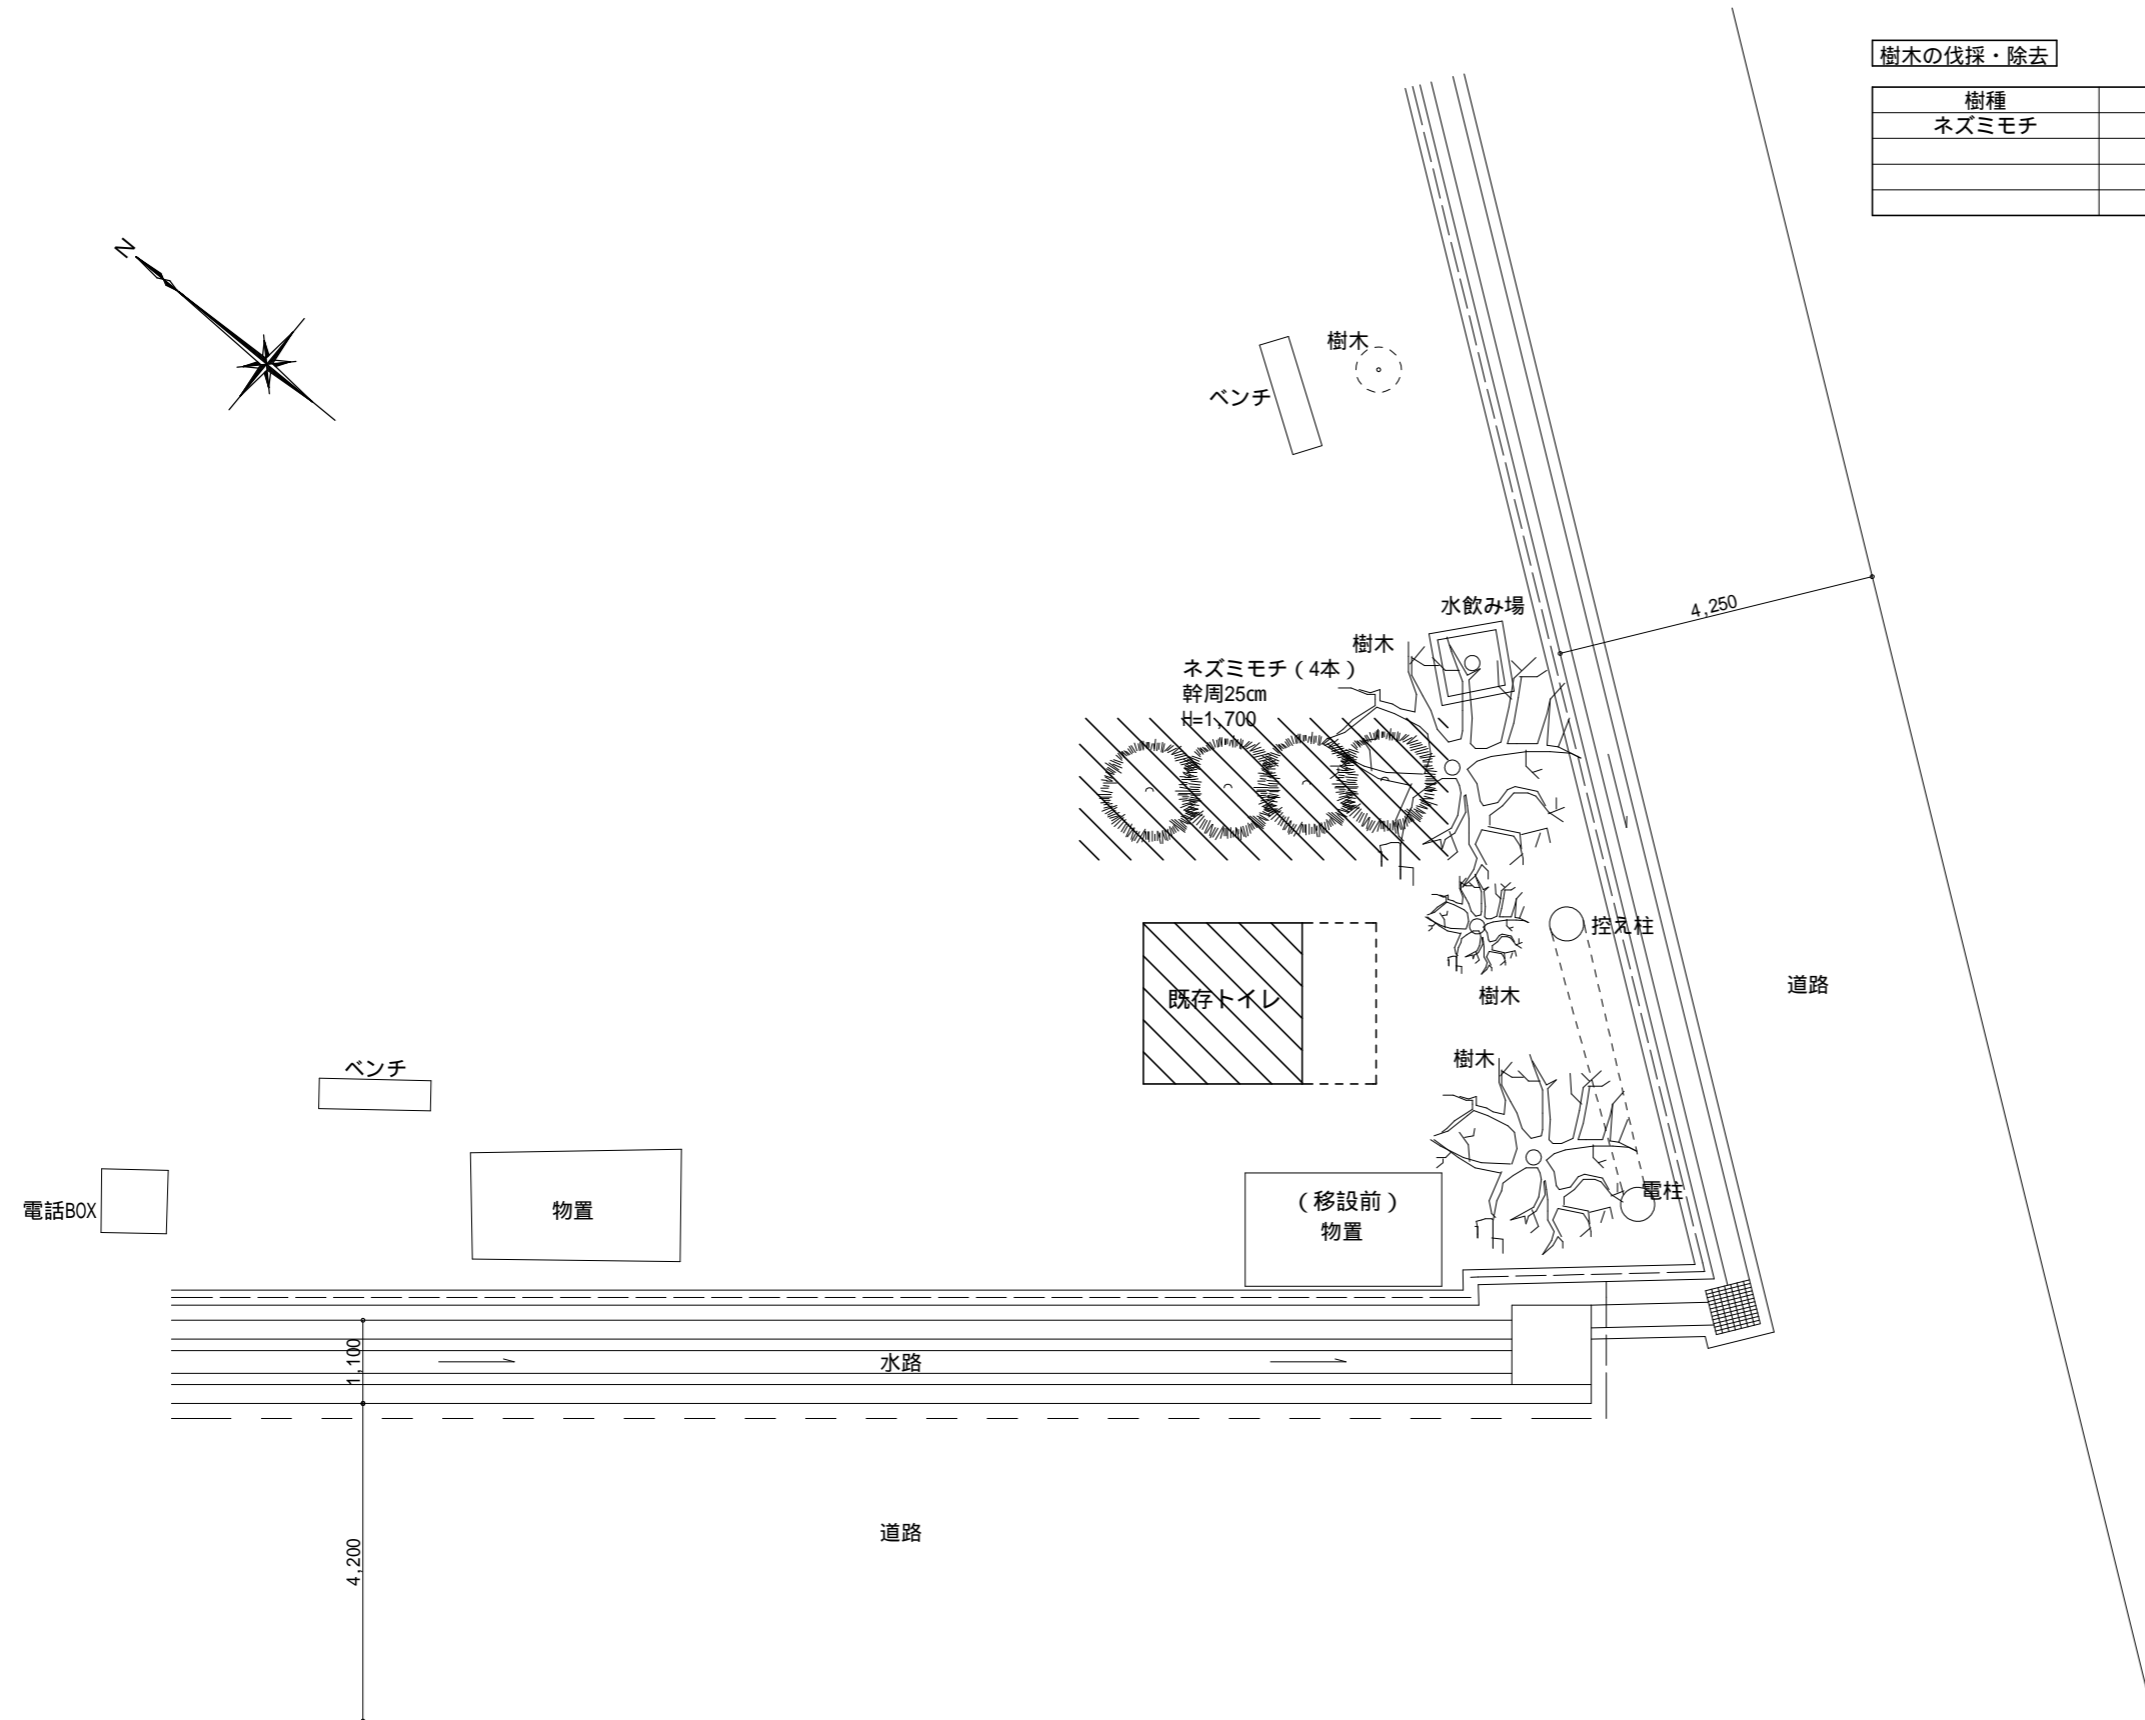 樹木の伐採・除去
樹種
ネズミモチ
N
樹木
ベンチ
4,250
水飲み場
樹木
ネズミモチ（4本）
幹周25㎝
H=1,700
控え柱
道路
既存トイレ
樹木
樹木
ベンチ
電柱
（移設前）
物置
電話BOX
物置
1,100
水路
道路
4,200